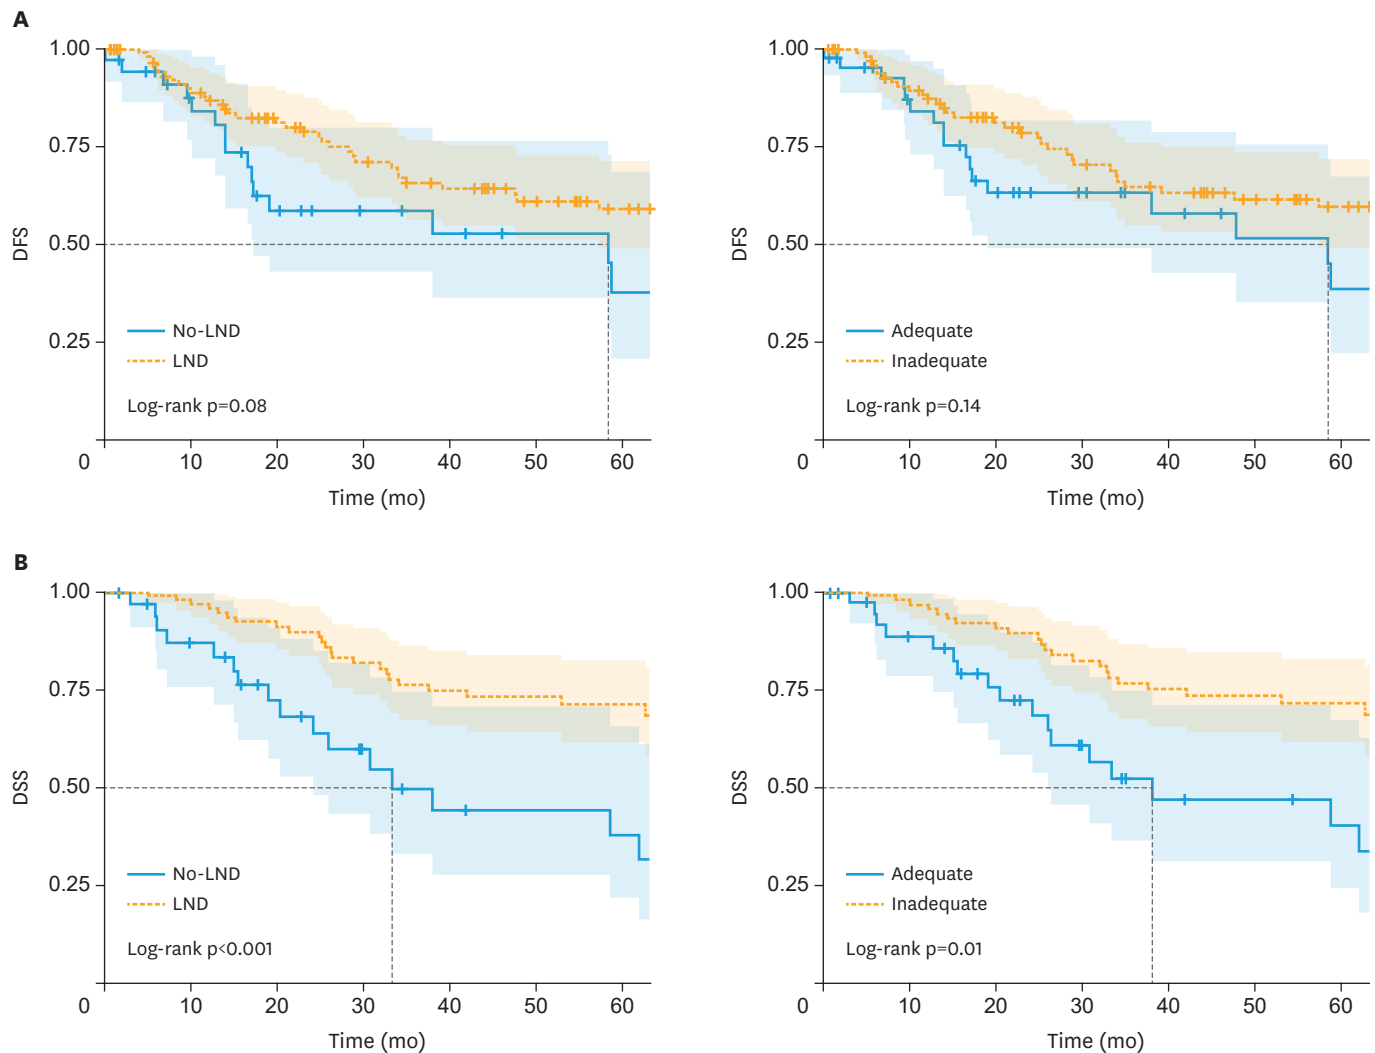 A
1.00
0.75
0.50
0.25
DFS
No-LND
LND
Log-rank p=0.08
0 10 20 30 40 50 60
Time (mo)
1.00
0.75
0.50
0.25
DFS
Adequate
Inadequate
Log-rank p=0.14
0 10 20 30 40 50 60
Time (mo)
B
1.00
0.75
0.50
0.25
DSS
No-LND
LND
Log-rank p<0.001
0 10 20 30 40 50 60
Time (mo)
1.00
0.75
0.50
0.25
DSS
Adequate
Inadequate
Log-rank p=0.01
0 10 20 30 40 50 60
Time (mo)